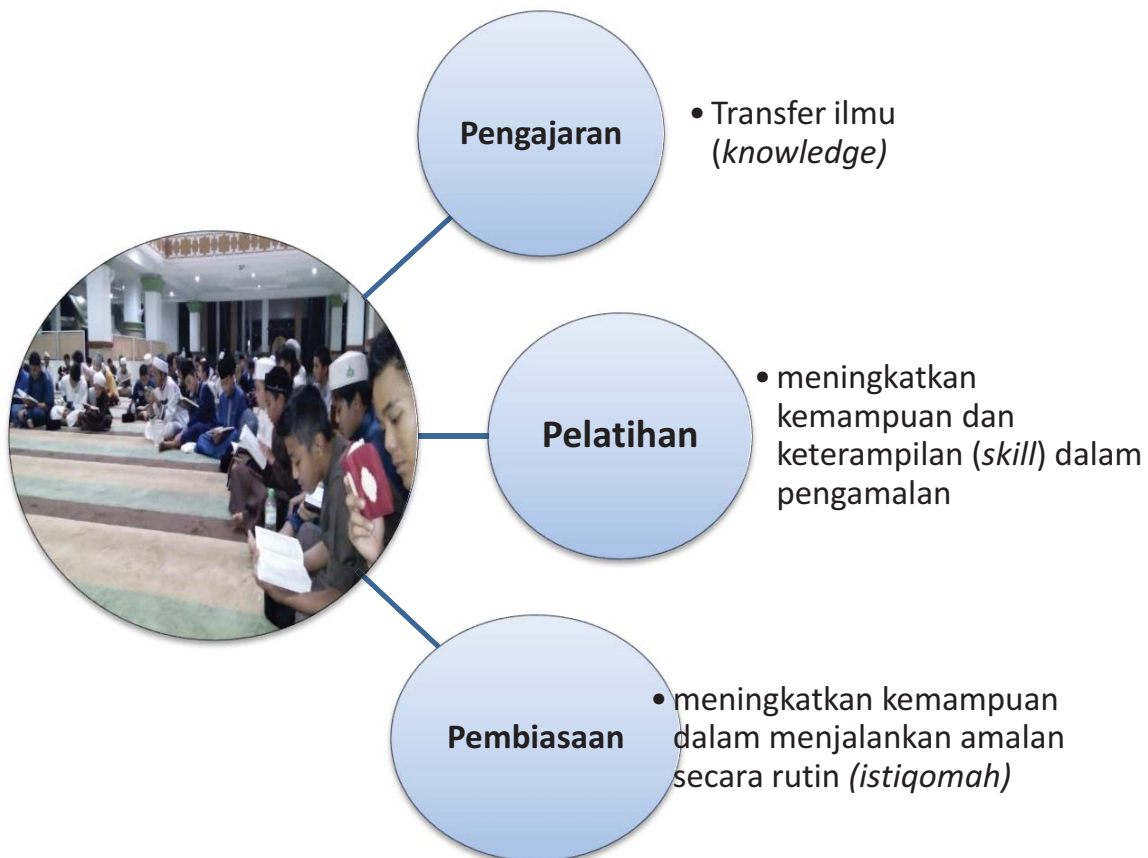 Pengajaran
• Transfer ilmu
(knowledge)
Pelatihan
• meningkatkan
kemampuan dan
keterampilan (skill) dalam
pengamalan
Pembiasaan
• meningkatkan kemampuan
dalam menjalankan amalan
secara rutin (istiqomah)